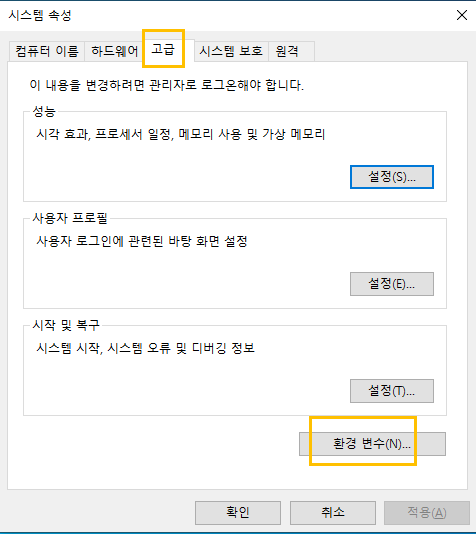 시스템 속성
컴퓨터 이름 하드웨어 고급 시스템 보호 원격
이 내용을 변경하려면 관리자로 로그온해야 합니다.
성능
시각 효과, 프로세서 일정, 메모리 사용 및 가상 메모리
설정(S)...
사용자 프로필
사용자 로그인에 관련된 바탕 화면 설정
설정(E)...
시작 및 복구
시스템 시작, 시스템 오류 및 디버깅 정보
설정(T)...
환경 변수(N)...
확인 취소 적용(A)